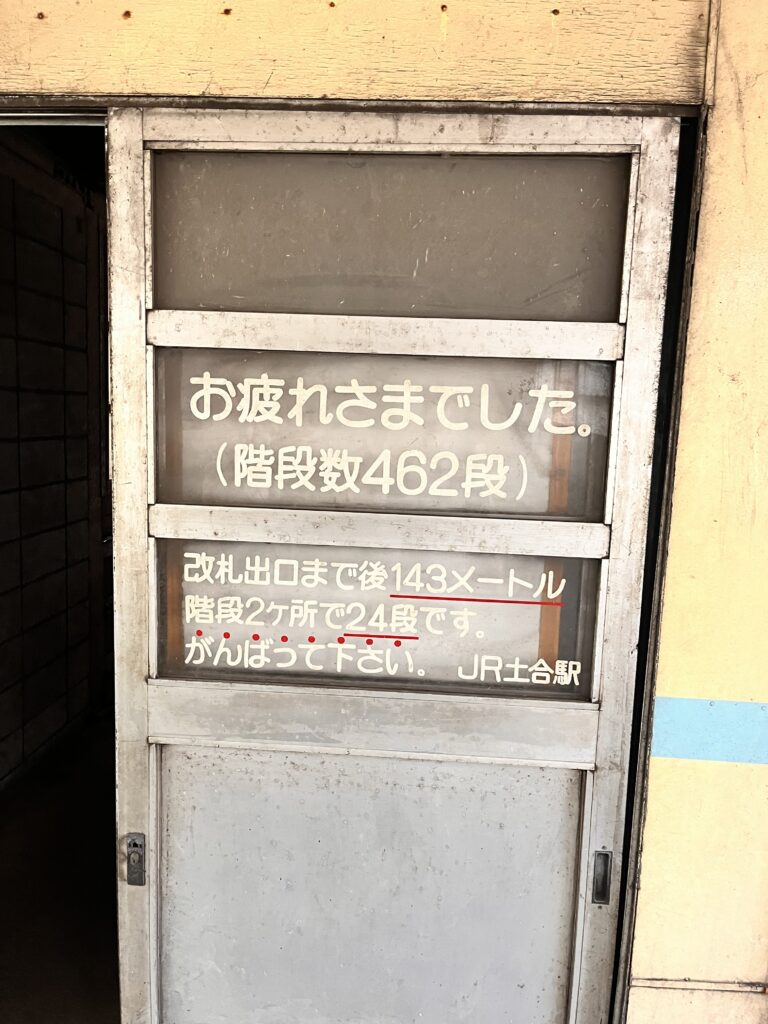 お疲れさまでした。
（階段数462段）
改札出口まで後143メートル
階段2ヶ所で24段です。
がんばって下さい。 JR土合駅